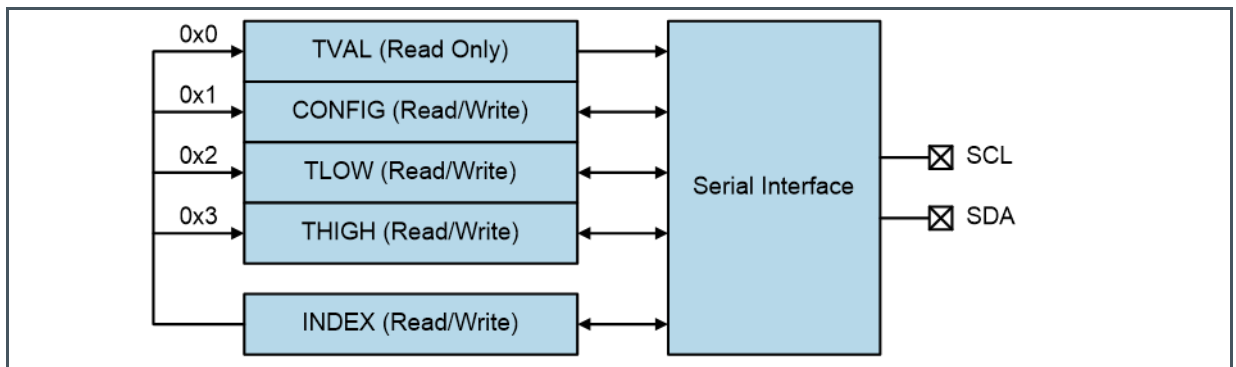 0x0
TVAL (Read Only)
0x1
CONFIG (Read/Write)
0x2
TLOW (Read/Write)
0x3
THIGH (Read/Write)
INDEX (Read/Write)
Serial Interface
SCL
SDA